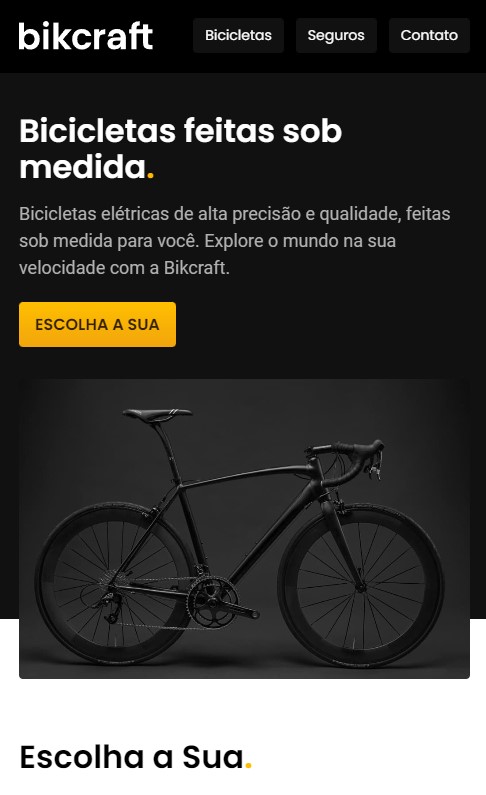 bikcraft
Bicicletas
Seguros
Contato
Bicicletas feitas sob
medida.
Bicicletas elétricas de alta precisão e qualidade, feitas
sob medida para você. Explore o mundo na sua
velocidade com a Bikcraft.
ESCOLHA A SUA
Escolha a Sua.